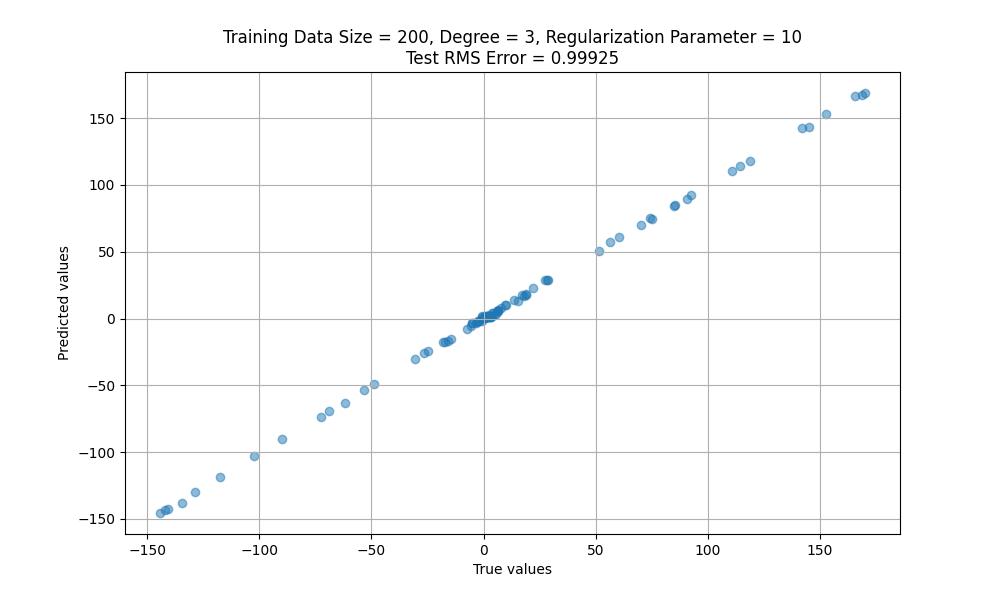 Training Data Size = 200, Degree = 3, Regularization Parameter = 10
Test RMS Error = 0.99925
150
100
50
0
−50
−100
−150
Predicted values
−150 −100 −50 0 50 100 150
True values